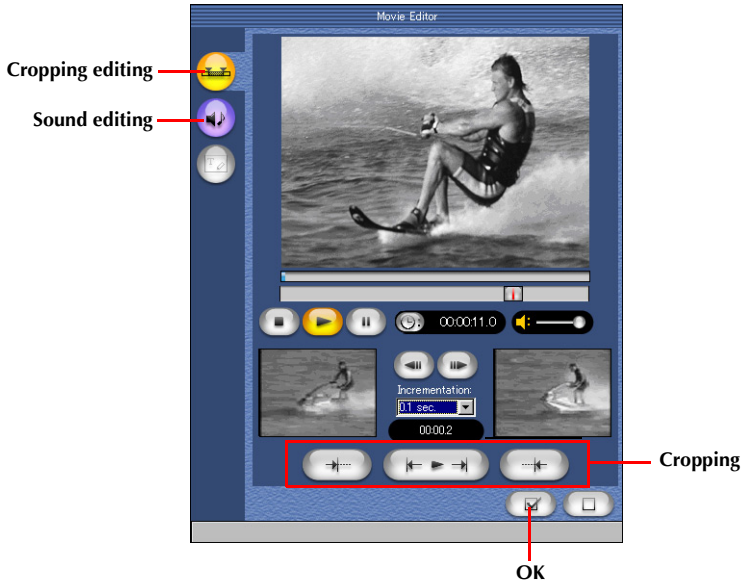 Movie Editor
Cropping editing
Sound editing
T
00:00:11.0
Incrementation:
0.1 sec.
00:00.2
Cropping
OK